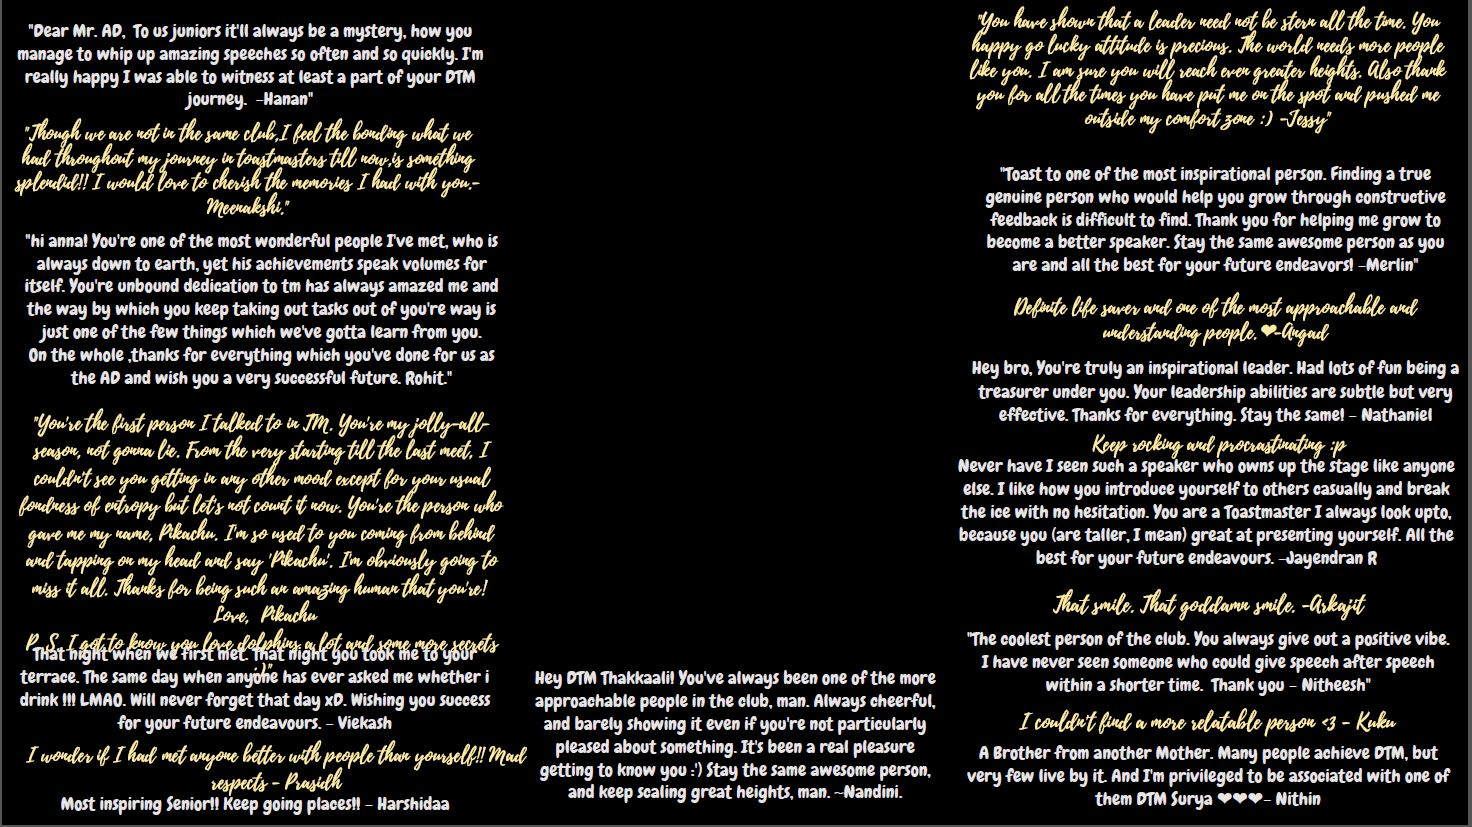 "Dear Mr. AD,  To us juniors it'll always be a mystery, how you
manage to whip up amazing speeches so often and so quickly. I'm
really happy I was able to witness at least a part of your DTM
journey.  -Hanan"
"Though we are not in the same club,I feel the bonding what we
had throughout my journey in toastmasters till now,is something
splendid!! I would love to cherish the memories I had with you.-
Meenakshi."
"hi anna! You're one of the most wonderful people I've met, who is
always down to earth, yet his achievements speak volumes for
itself. You're unbound dedication to tm has always amazed me and
the way by which you keep taking out tasks out of you're way is
just one of the few things which we've gotta learn from you.
On the whole ,thanks for everything which you've done for us as
the AD and wish you a very successful future. Rohit."
"You're the first person I talked to in TM. You're my jolly-all-
season, not gonna lie. From the very starting till the last meet, I
couldn't see you getting in any other mood except for your usual
fondness of entropy but let's not count it now. You're the person who
gave me my name, Pikachu. I'm so used to you coming from behind
and tapping on my head and say 'Pikachu'. I'm obviously going to
miss it all. Thanks for being such an amazing human that you're!
Love,  Pikachu
P. S. I got to know you love dolphins a lot and some more secrets
;)"
That night when we first met. That night you took me to your
terrace. The same day when anyone has ever asked me whether i
drink !!! LMAO. Will never forget that day xD. Wishing you success
for your future endeavours. - Viekash
I wonder if I had met anyone better with people than yourself!! Mad
respects - Prasidh
Most inspiring Senior!! Keep going places!! - Harshidaa
Hey DTM Thakkaali! You've always been one of the more
approachable people in the club, man. Always cheerful,
and barely showing it even if you're not particularly
pleased about something. It's been a real pleasure
getting to know you :') Stay the same awesome person,
and keep scaling great heights, man. ~Nandini.
"You have shown that a leader need not be stern all the time. You
happy go lucky attitude is precious. The world needs more people
like you. I am sure you will reach even greater heights. Also thank
you for all the times you have put me on the spot and pushed me
outside my comfort zone :) -Jessy"
"Toast to one of the most inspirational person. Finding a true
genuine person who would help you grow through constructive
feedback is difficult to find. Thank you for helping me grow to
become a better speaker. Stay the same awesome person as you
are and all the best for your future endeavors! -Merlin"
Definite life saver and one of the most approachable and
understanding people.❤-Angad
Hey bro, You're truly an inspirational leader. Had lots of fun being a
treasurer under you. Your leadership abilities are subtle but very
effective. Thanks for everything. Stay the same! - Nathaniel
Keep rocking and procrastinating :p
Never have I seen such a speaker who owns up the stage like anyone
else. I like how you introduce yourself to others casually and break
the ice with no hesitation. You are a Toastmaster I always look upto,
because you (are taller, I mean) great at presenting yourself. All the
best for your future endeavours. -Jayendran R
That smile. That goddamn smile. -Arkajit
"The coolest person of the club. You always give out a positive vibe.
I have never seen someone who could give speech after speech
within a shorter time.  Thank you - Nitheesh"
I couldn't find a more relatable person <3 - Kuku
A Brother from another Mother. Many people achieve DTM, but
very few live by it. And I'm privileged to be associated with one of
them DTM Surya ❤❤❤- Nithin